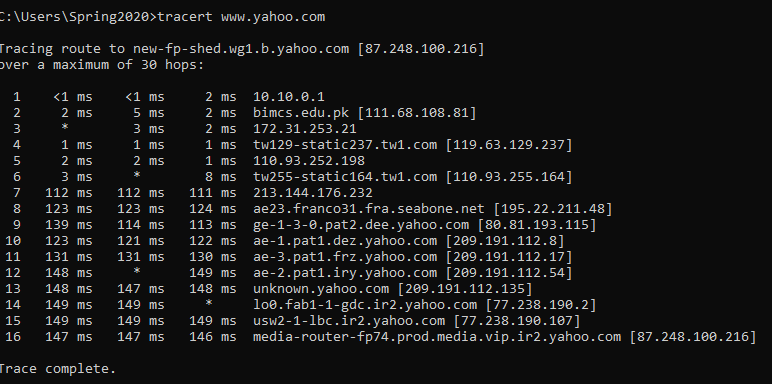 C:\Users\Spring2020>tracert www.yahoo.com
Tracing route to new-fp-shed.wg1.b.yahoo.com [87.248.100.216]
over a maximum of 30 hops:
1 <1 ms <1 ms 2 ms 10.10.0.1
2 2 ms 5 ms 2 ms bimcs.edu.pk [111.68.108.81]
3 * 3 ms 2 ms 172.31.253.21
4 1 ms 1 ms 1 ms tw129-static237.tw1.com [119.63.129.237]
5 2 ms 2 ms 1 ms 110.93.252.198
6 3 ms * 8 ms tw255-static164.tw1.com [110.93.255.164]
7 112 ms 112 ms 111 ms 213.144.176.232
8 123 ms 123 ms 124 ms ae23.franco31.fra.seabone.net [195.22.211.48]
9 139 ms 114 ms 113 ms ge-1-3-0.pat2.dee.yahoo.com [80.81.193.115]
10 123 ms 121 ms 122 ms ae-1.pat1.dez.yahoo.com [209.191.112.8]
11 131 ms 131 ms 130 ms ae-3.pat1.frz.yahoo.com [209.191.112.17]
12 148 ms * 149 ms ae-2.pat1.iry.yahoo.com [209.191.112.54]
13 148 ms 147 ms 148 ms unknown.yahoo.com [209.191.112.135]
14 149 ms 149 ms * lo0.fab1-1-gdc.ir2.yahoo.com [77.238.190.2]
15 149 ms 149 ms 149 ms usw2-1-lbc.ir2.yahoo.com [77.238.190.107]
16 147 ms 147 ms 146 ms media-router-fp74.prod.media.vip.ir2.yahoo.com [87.248.100.216]
Trace complete.